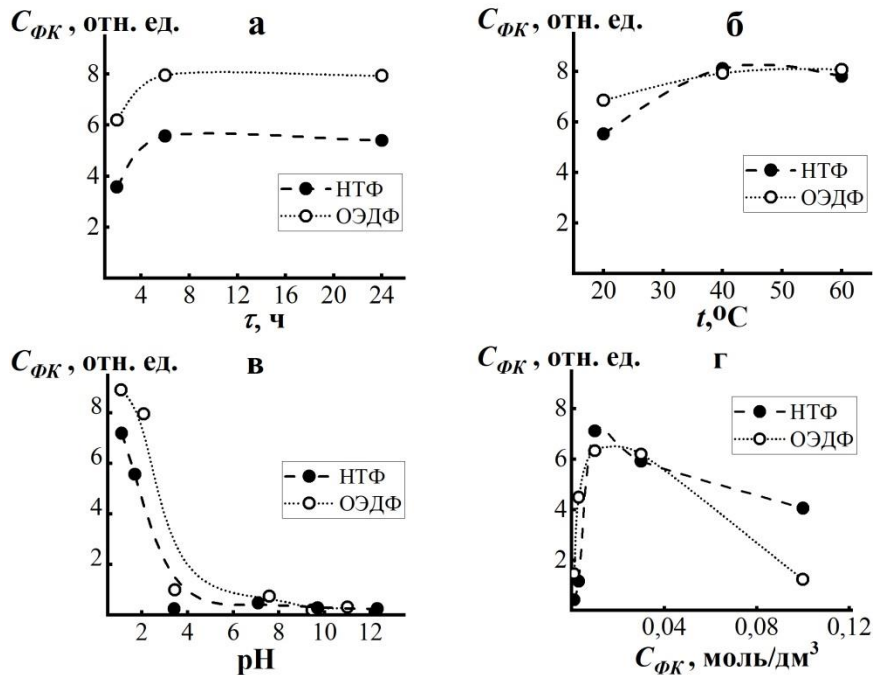 C_ФК, отн. ед. а
8
6
4
2
НТФ
ОЭДФ
4 8 12 16 20 24
τ, ч
C_ФК, отн. ед. б
8
6
4
2
НТФ
ОЭДФ
20 30 40 50 60
t,⁰C
C_ФК, отн. ед. в
8
6
4
2
НТФ
ОЭДФ
2 4 6 8 10 12
pH
C_ФК, отн. ед. г
8
6
4
2
НТФ
ОЭДФ
0,04 0,08 0,12
C_ФК, моль/дм³